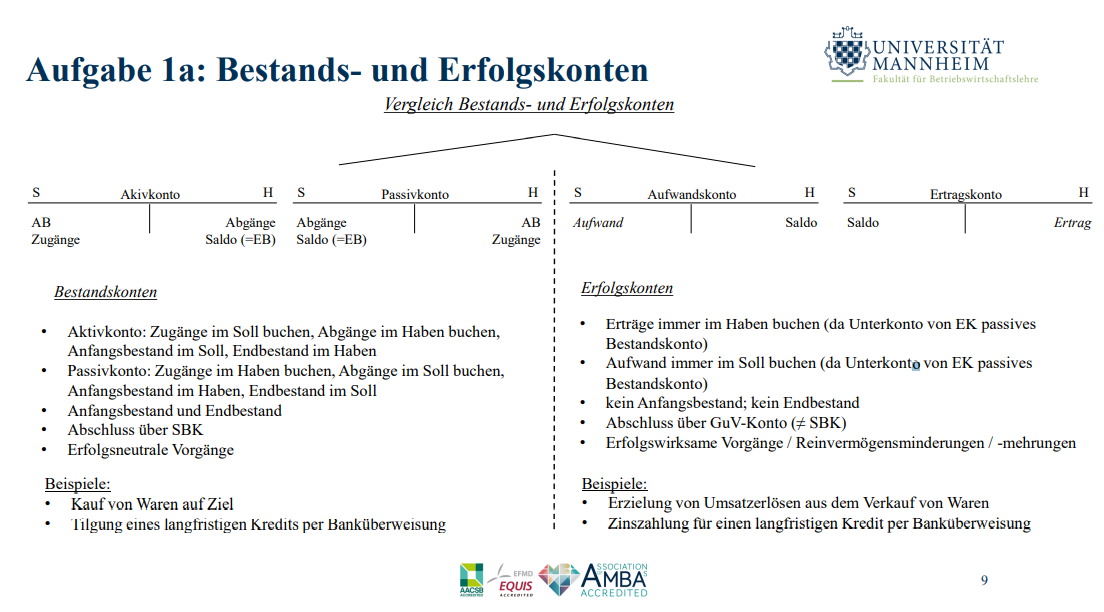 Aufgabe 1a: Bestands- und Erfolgskonten
UNIVERSITÄT
MANNHEIM
Fakultät für Betriebswirtschaftslehre
Vergleich Bestands- und Erfolgskonten
S Akivkonto H
AB Abgänge
Zugänge Saldo (=EB)
S Passivkonto H
Abgänge AB
Saldo (=EB) Zugänge
S Aufwandskonto H
Aufwand Saldo
S Ertragskonto H
Saldo Ertrag
Bestandskonten
• Aktivkonto: Zugänge im Soll buchen, Abgänge im Haben buchen,
Anfangsbestand im Soll, Endbestand im Haben
• Passivkonto: Zugänge im Haben buchen, Abgänge im Soll buchen,
Anfangsbestand im Haben, Endbestand im Soll
• Anfangsbestand und Endbestand
• Abschluss über SBK
• Erfolgsneutrale Vorgänge
Beispiele:
• Kauf von Waren auf Ziel
• Tilgung eines langfristigen Kredits per Banküberweisung
Erfolgskonten
• Erträge immer im Haben buchen (da Unterkonto von EK passives
Bestandskonto)
• Aufwand immer im Soll buchen (da Unterkonto von EK passives
Bestandskonto)
• kein Anfangsbestand; kein Endbestand
• Abschluss über GuV-Konto (≠ SBK)
• Erfolgswirksame Vorgänge / Reinvermögensminderungen / -mehrungen
Beispiele:
• Erzielung von Umsatzerlösen aus dem Verkauf von Waren
• Zinszahlung für einen langfristigen Kredit per Banküberweisung
AACSB
ACCREDITED
EFMD
EQUIS
ACCREDITED
ASSOCIATION
AMBA'S
ACCREDITED
9